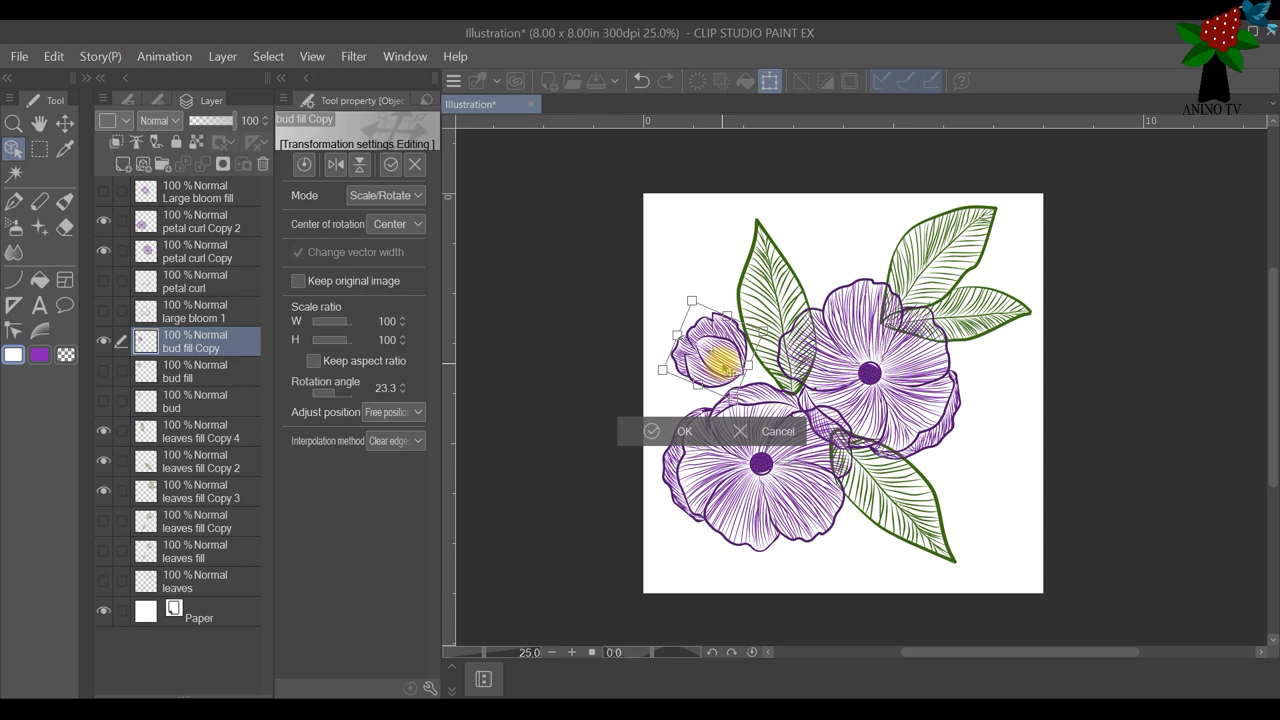 Illustration* (8.00 x 8.00in 300dpi 25.0%) - CLIP STUDIO PAINT EX
ANINO TV
File Edit Story(P) Animation Layer Select View Filter Window Help
Tool
Layer
Tool property [Objec
Illustration*
Normal 100
bud fill Copy
[Transformation settings Editing ]
Mode Scale/Rotate
Center of rotation Center
Change vector width
Keep original image
Scale ratio
W 100
H 100
Keep aspect ratio
Rotation angle 23.3
Adjust position Free positic
Interpolation method Clear edge
100 % Normal
Large bloom fill
100 % Normal
petal curl Copy 2
100 % Normal
petal curl Copy
100 % Normal
petal curl
100 % Normal
large bloom 1
100 % Normal
bud fill Copy
100 % Normal
bud fill
100 % Normal
bud
100 % Normal
leaves fill Copy 4
100 % Normal
leaves fill Copy 2
100 % Normal
leaves fill Copy 3
100 % Normal
leaves fill Copy
100 % Normal
leaves fill
100 % Normal
leaves
Paper
0 10
0
OK Cancel
25.0 0.0